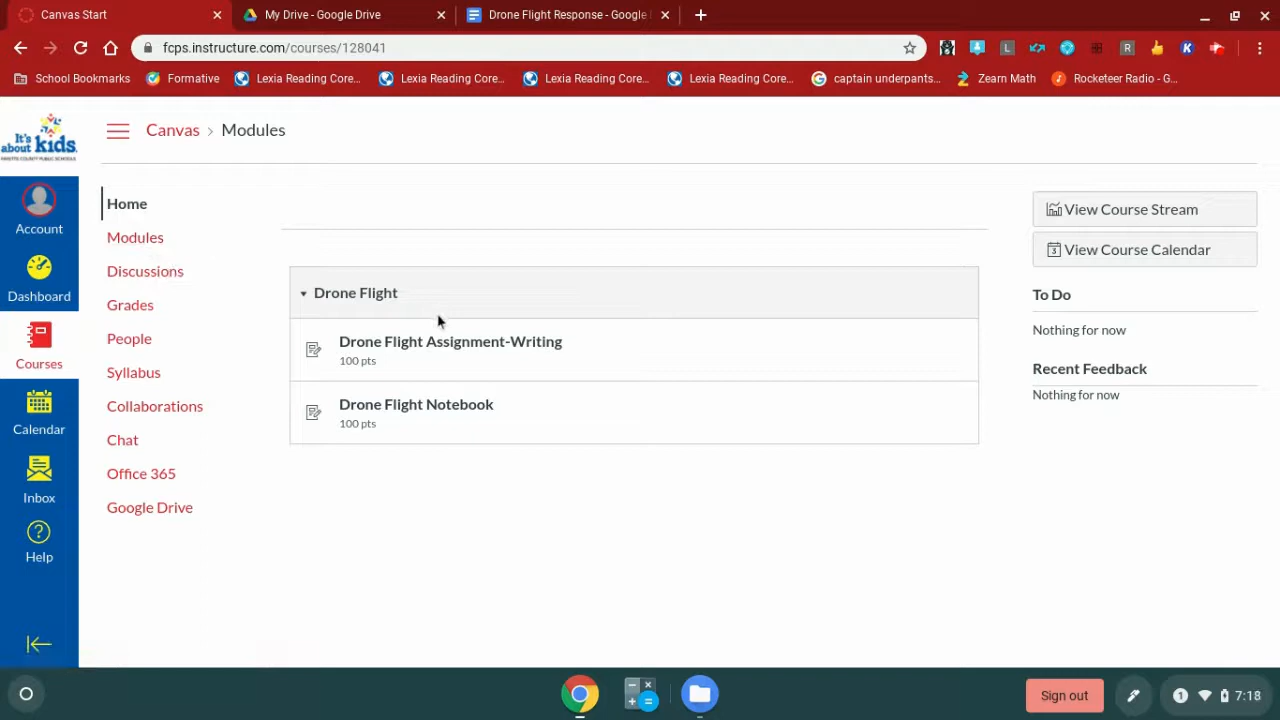 Canvas Start
My Drive - Google Drive
Drone Flight Response - Google
fcps.instructure.com/courses/128041
School Bookmarks
Formative
Lexia Reading Core...
Lexia Reading Core...
Lexia Reading Core...
Lexia Reading Core...
captain underpants...
Zearn Math
Rocketeer Radio - G...
It's about kids.
FAYETTE COUNTY PUBLIC SCHOOLS
Canvas › Modules
Account
Dashboard
Courses
Calendar
Inbox
Help
Home
Modules
Discussions
Grades
People
Syllabus
Collaborations
Chat
Office 365
Google Drive
Drone Flight
Drone Flight Assignment-Writing
100 pts
Drone Flight Notebook
100 pts
View Course Stream
View Course Calendar
To Do
Nothing for now
Recent Feedback
Nothing for now
Sign out
1
7:18